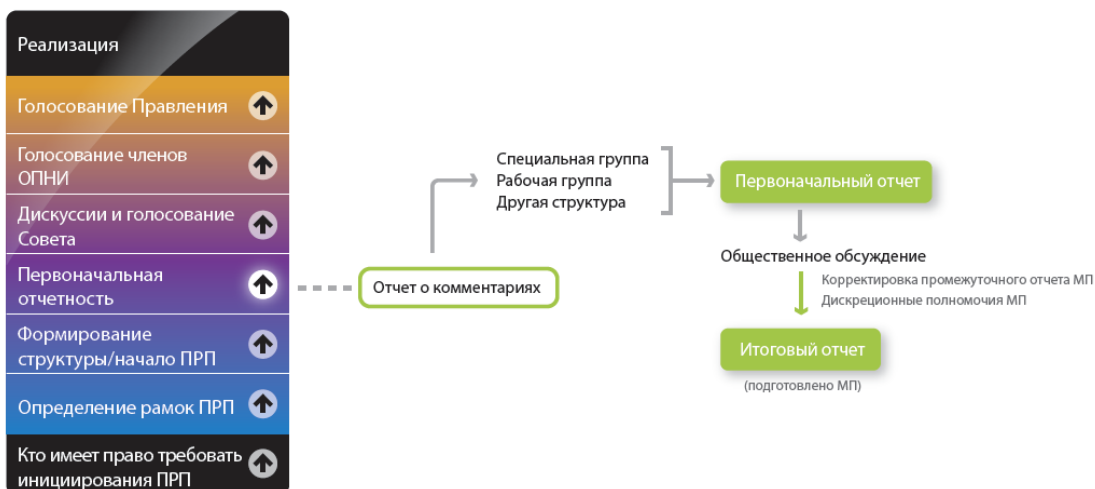 Реализация
Голосование Правления
Голосование членов
ОПНИ
Дискуссии и голосование
Совета
Первоначальная
отчетность
Формирование
структуры/начало ПРП
Определение рамок ПРП
Кто имеет право требовать
инициирования ПРП
Отчет о комментариях
Специальная группа
Рабочая группа
Другая структура
Первоначальный отчет
Общественное обсуждение
Корректировка промежуточного отчета МП
Дискреционные полномочия МП
Итоговый отчет
(подготовлено МП)